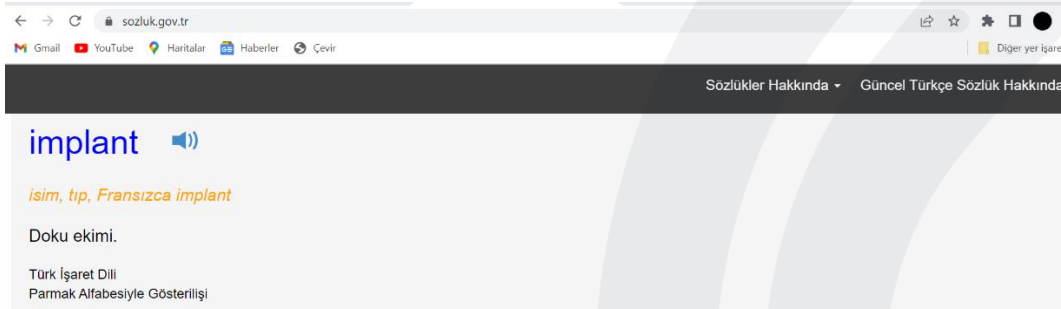 sozluk.gov.tr
Gmail YouTube Haritalar Haberler Çevir Diğer yer işare
Sözlükler Hakkında Güncel Türkçe Sözlük Hakkında
implant
isim, tıp, Fransızca implant
Doku ekimi.
Türk İşaret Dili
Parmak Alfabesiyle Gösterilişi